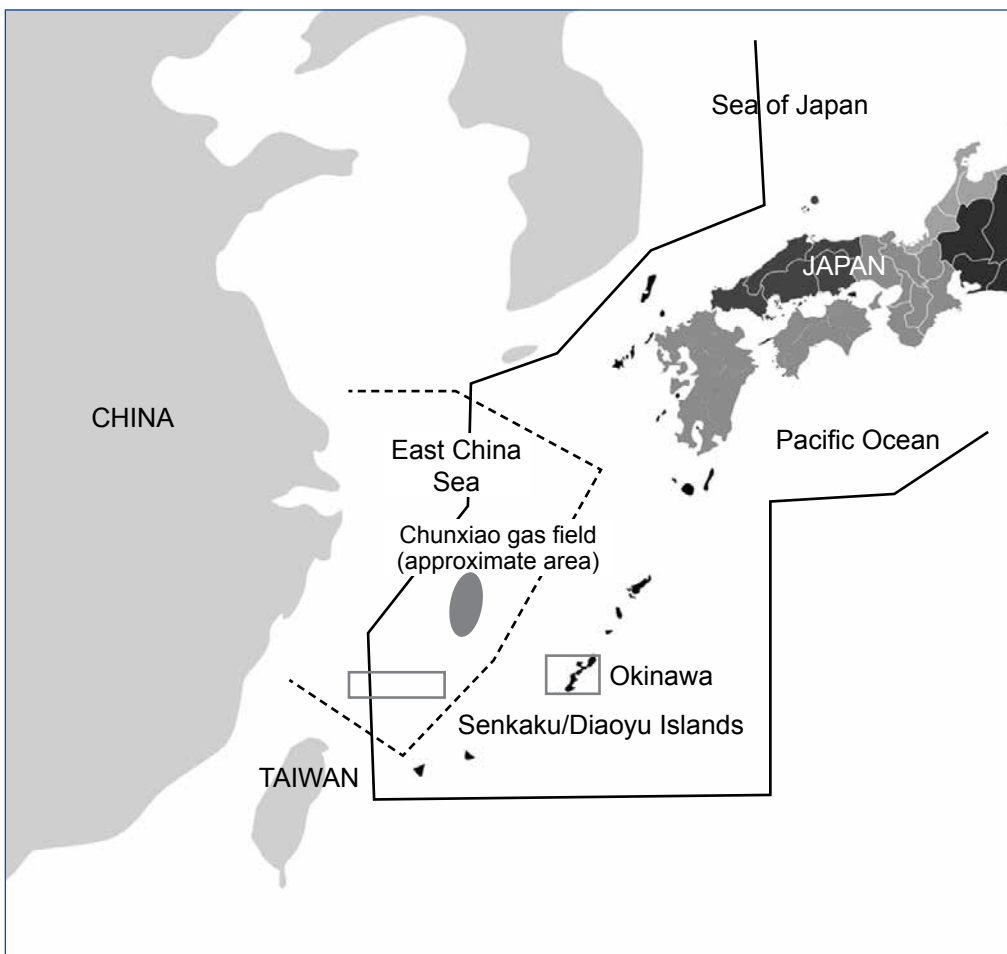 Sea of Japan
JAPAN
CHINA
Pacific Ocean
East China
Sea
Chunxiao gas field
(approximate area)
Okinawa
Senkaku/Diaoyu Islands
TAIWAN